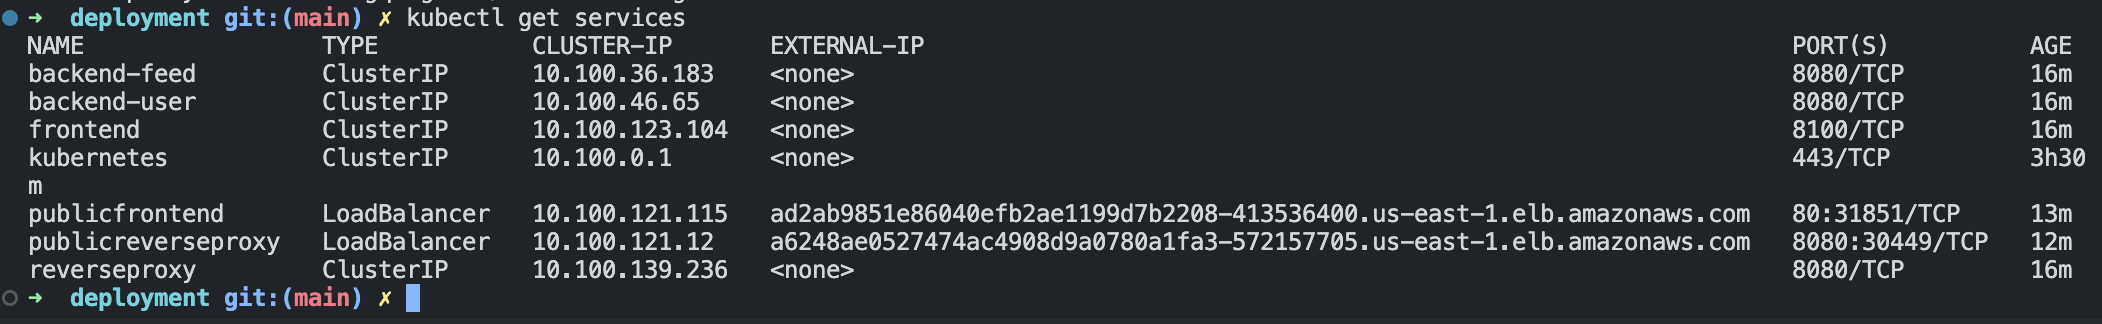 ➜  deployment git:(main) ✗ kubectl get services
NAME                 TYPE           CLUSTER-IP       EXTERNAL-IP                                                              PORT(S)          AGE
backend-feed         ClusterIP      10.100.36.183    <none>                                                                   8080/TCP         16m
backend-user         ClusterIP      10.100.46.65     <none>                                                                   8080/TCP         16m
frontend             ClusterIP      10.100.123.104   <none>                                                                   8100/TCP         16m
kubernetes           ClusterIP      10.100.0.1       <none>                                                                   443/TCP          3h30
m
publicfrontend       LoadBalancer   10.100.121.115   ad2ab9851e86040efb2ae1199d7b2208-413536400.us-east-1.elb.amazonaws.com   80:31851/TCP     13m
publicreverseproxy   LoadBalancer   10.100.121.12    a6248ae0527474ac4908d9a0780a1fa3-572157705.us-east-1.elb.amazonaws.com   8080:30449/TCP   12m
reverseproxy         ClusterIP      10.100.139.236   <none>                                                                   8080/TCP         16m
➜  deployment git:(main) ✗